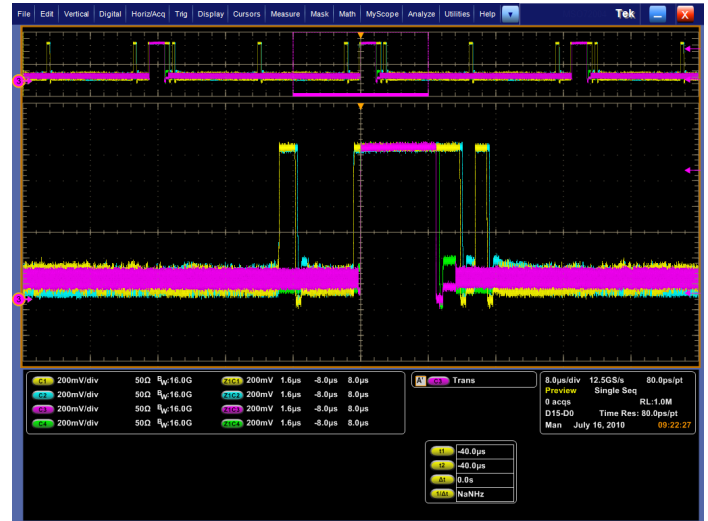 File Edit Vertical Digital Horiz/Acq Trig Display Cursors Measure Mask Math MyScope Analyze Utilities Help Tek X
3
3
C1 200mV/div 50Ω BW:16.0G Z1C1 200mV 1.6µs -8.0µs 8.0µs
C2 200mV/div 50Ω BW:16.0G Z1C2 200mV 1.6µs -8.0µs 8.0µs
C3 200mV/div 50Ω BW:16.0G Z1C3 200mV 1.6µs -8.0µs 8.0µs
C4 200mV/div 50Ω BW:16.0G Z1C4 200mV 1.6µs -8.0µs 8.0µs
A' C3 Trans
8.0µs/div 12.5GS/s 80.0ps/pt
Preview Single Seq
0 acqs RL:1.0M
D15-D0 Time Res: 80.0ps/pt
Man July 16, 2010 09:22:27
t1 -40.0µs
t2 -40.0µs
Δt 0.0s
1/Δt NaNHz